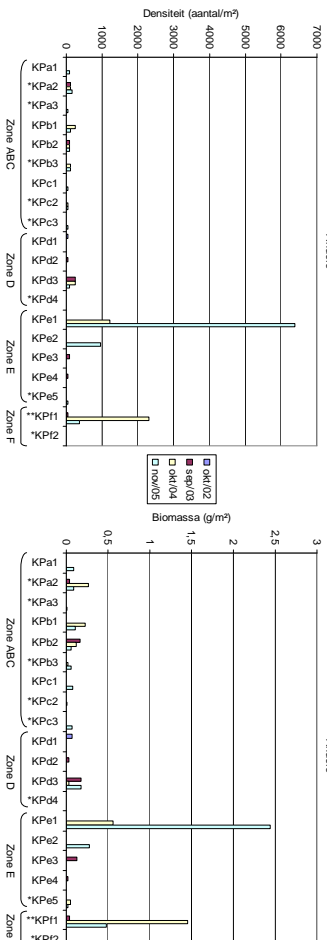 Densiteit (aantal/m²)
0 1000 2000 3000 4000 5000 6000 7000
KPa1
*KPa2
*KPa3
KPb1
KPb2
*KPb3
KPc1
*KPc2
*KPc3
KPd1
KPd2
KPd3
*KPd4
KPe1
KPe2
KPe3
KPe4
*KPe5
**KPf1
*KPf2
Zone ABC
Zone D
Zone E
Zone F
okt/02
sep/03
okt/04
nov/05
Biomassa (g/m²)
0 0,5 1 1,5 2 2,5 3
KPa1
*KPa2
*KPa3
KPb1
KPb2
*KPb3
KPc1
*KPc2
*KPc3
KPd1
KPd2
KPd3
*KPd4
KPe1
KPe2
KPe3
KPe4
*KPe5
**KPf1
*KPf2
Zone ABC
Zone D
Zone E
Zone